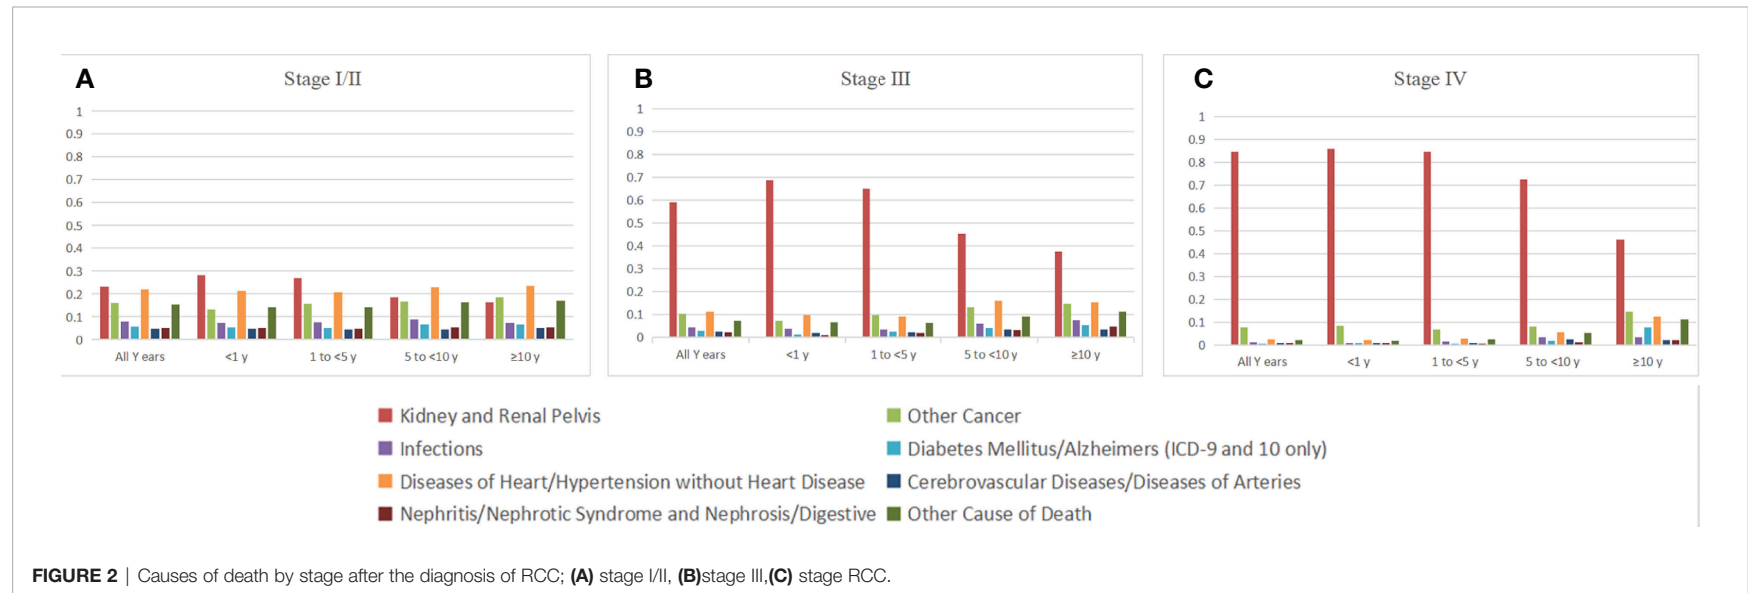 A
Stage I/II
1
0.9
0.8
0.7
0.6
0.5
0.4
0.3
0.2
0.1
0
All Y ears <1 y 1 to <5 y 5 to <10 y ≥10 y
B
Stage III
1
0.9
0.8
0.7
0.6
0.5
0.4
0.3
0.2
0.1
0
All Y ears <1 y 1 to <5 y 5 to <10 y ≥10 y
C
Stage IV
1
0.9
0.8
0.7
0.6
0.5
0.4
0.3
0.2
0.1
0
All Y ears <1 y 1 to <5 y 5 to <10 y ≥10 y
Kidney and Renal Pelvis
Other Cancer
Infections
Diabetes Mellitus/Alzheimers (ICD-9 and 10 only)
Diseases of Heart/Hypertension without Heart Disease
Cerebrovascular Diseases/Diseases of Arteries
Nephritis/Nephrotic Syndrome and Nephrosis/Digestive
Other Cause of Death
FIGURE 2 | Causes of death by stage after the diagnosis of RCC; (A) stage I/II, (B)stage III,(C) stage RCC.